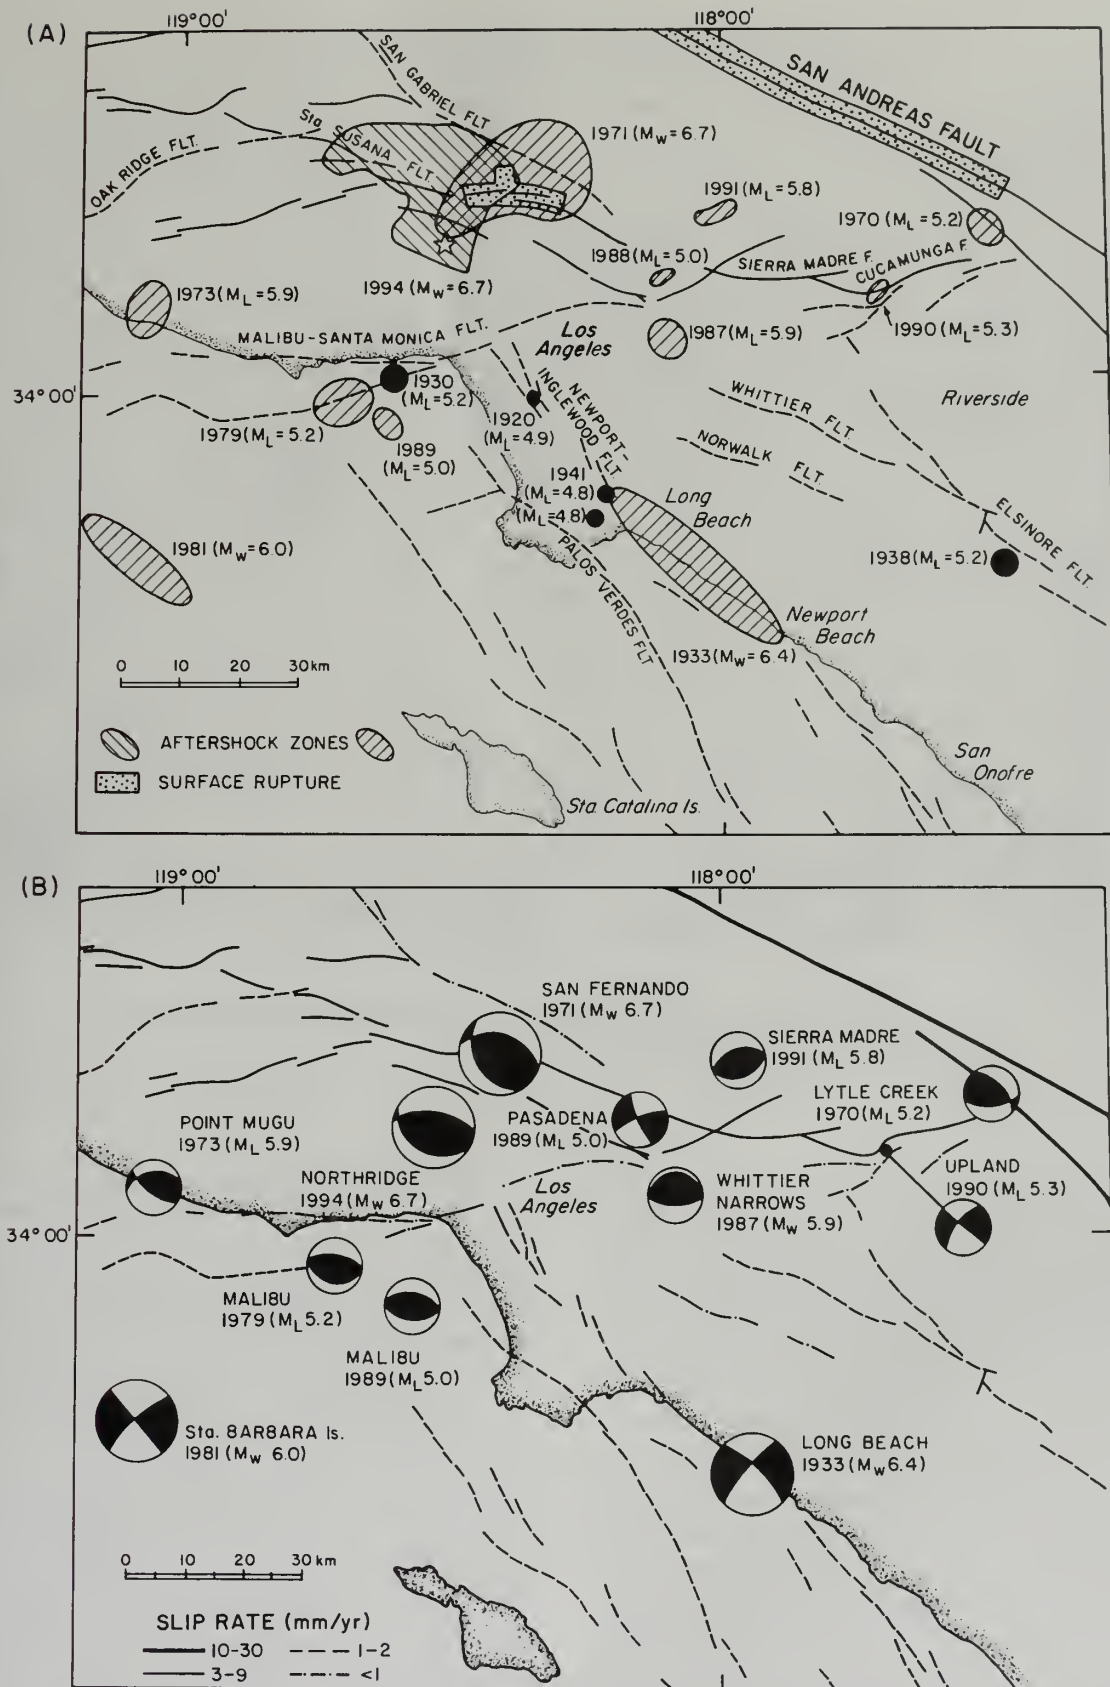 (A)
119°00'
118°00'
SAN GABRIEL FLT
SAN ANDREAS FAULT
1971 (Mw = 6.7)
Sta SUSANA FLT.
OAK RIDGE FLT.
1991 (ML= 5.8)
1970 (ML= 5.2)
1988 (ML= 5.0)
SIERRA MADRE F.
CUCAMUNGA F.
1994 (Mw = 6.7)
1973 (ML= 5.9)
MALIBU-SANTA MONICA FLT.
Los
Angeles
1987 (ML= 5.9)
1990 (ML= 5.3)
34°00'
1930
(ML= 5.2)
NEWPORT-
INGLEWOOD FLT.
WHITTIER FLT.
Riverside
1979 (ML= 5.2)
1920
(ML= 4.9)
1989
(ML= 5.0)
NORWALK FLT.
1941
(ML= 4.8)
(ML= 4.8)
Long
Beach
ELSINORE FLT.
1981 (Mw = 6.0)
1938 (ML= 5.2)
PALOS VERDES FLT
Newport
Beach
1933 (Mw = 6.4)
0 10 20 30 km
AFTERSHOCK ZONES
SURFACE RUPTURE
San
Onofre
Sta. Catalina Is.
(B)
119°00'
118°00'
SAN FERNANDO
1971 (Mw 6.7)
SIERRA MADRE
1991 (ML 5.8)
LYTLE CREEK
1970 (ML 5.2)
PASADENA
1989 (ML 5.0)
POINT MUGU
1973 (ML 5.9)
NORTHRIDGE
1994 (Mw 6.7)
Los
Angeles
WHITTIER
NARROWS
1987 (Mw 5.9)
UPLAND
1990 (ML 5.3)
34°00'
MALIBU
1979 (ML 5.2)
MALIBU
1989 (ML 5.0)
Sta. BARBARA Is.
1981 (Mw 6.0)
LONG BEACH
1933 (Mw 6.4)
0 10 20 30 km
SLIP RATE (mm/yr)
10-30 1-2
3-9 <1